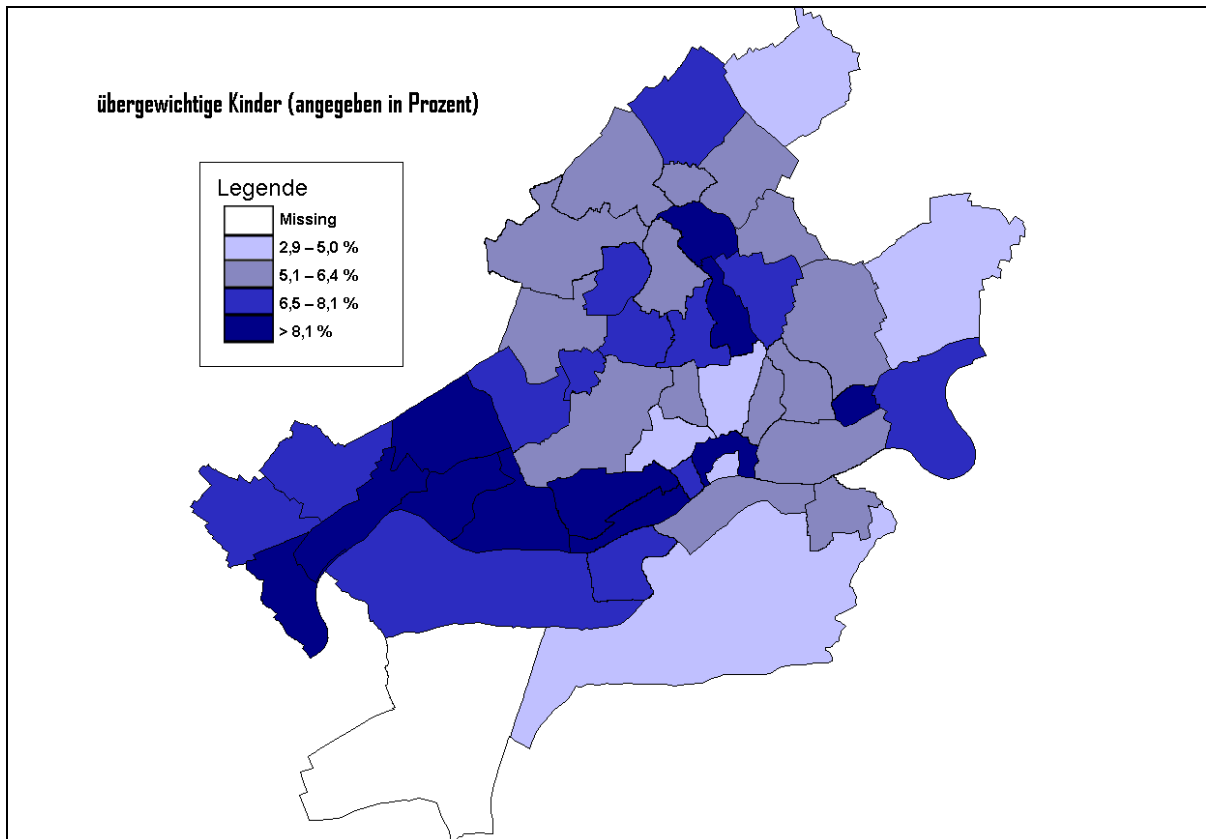 übergewichtige Kinder (angegeben in Prozent)
Legende
Missing
2,9 – 5,0 %
5,1 – 6,4 %
6,5 – 8,1 %
> 8,1 %